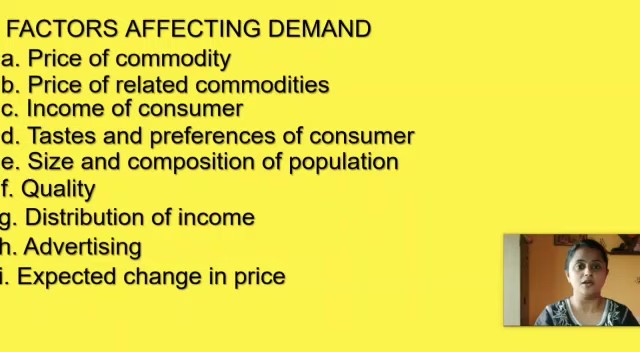 FACTORS AFFECTING DEMAND
a. Price of commodity
b. Price of related commodities
c. Income of consumer
d. Tastes and preferences of consumer
e. Size and composition of population
f. Quality
g. Distribution of income
h. Advertising
i. Expected change in price